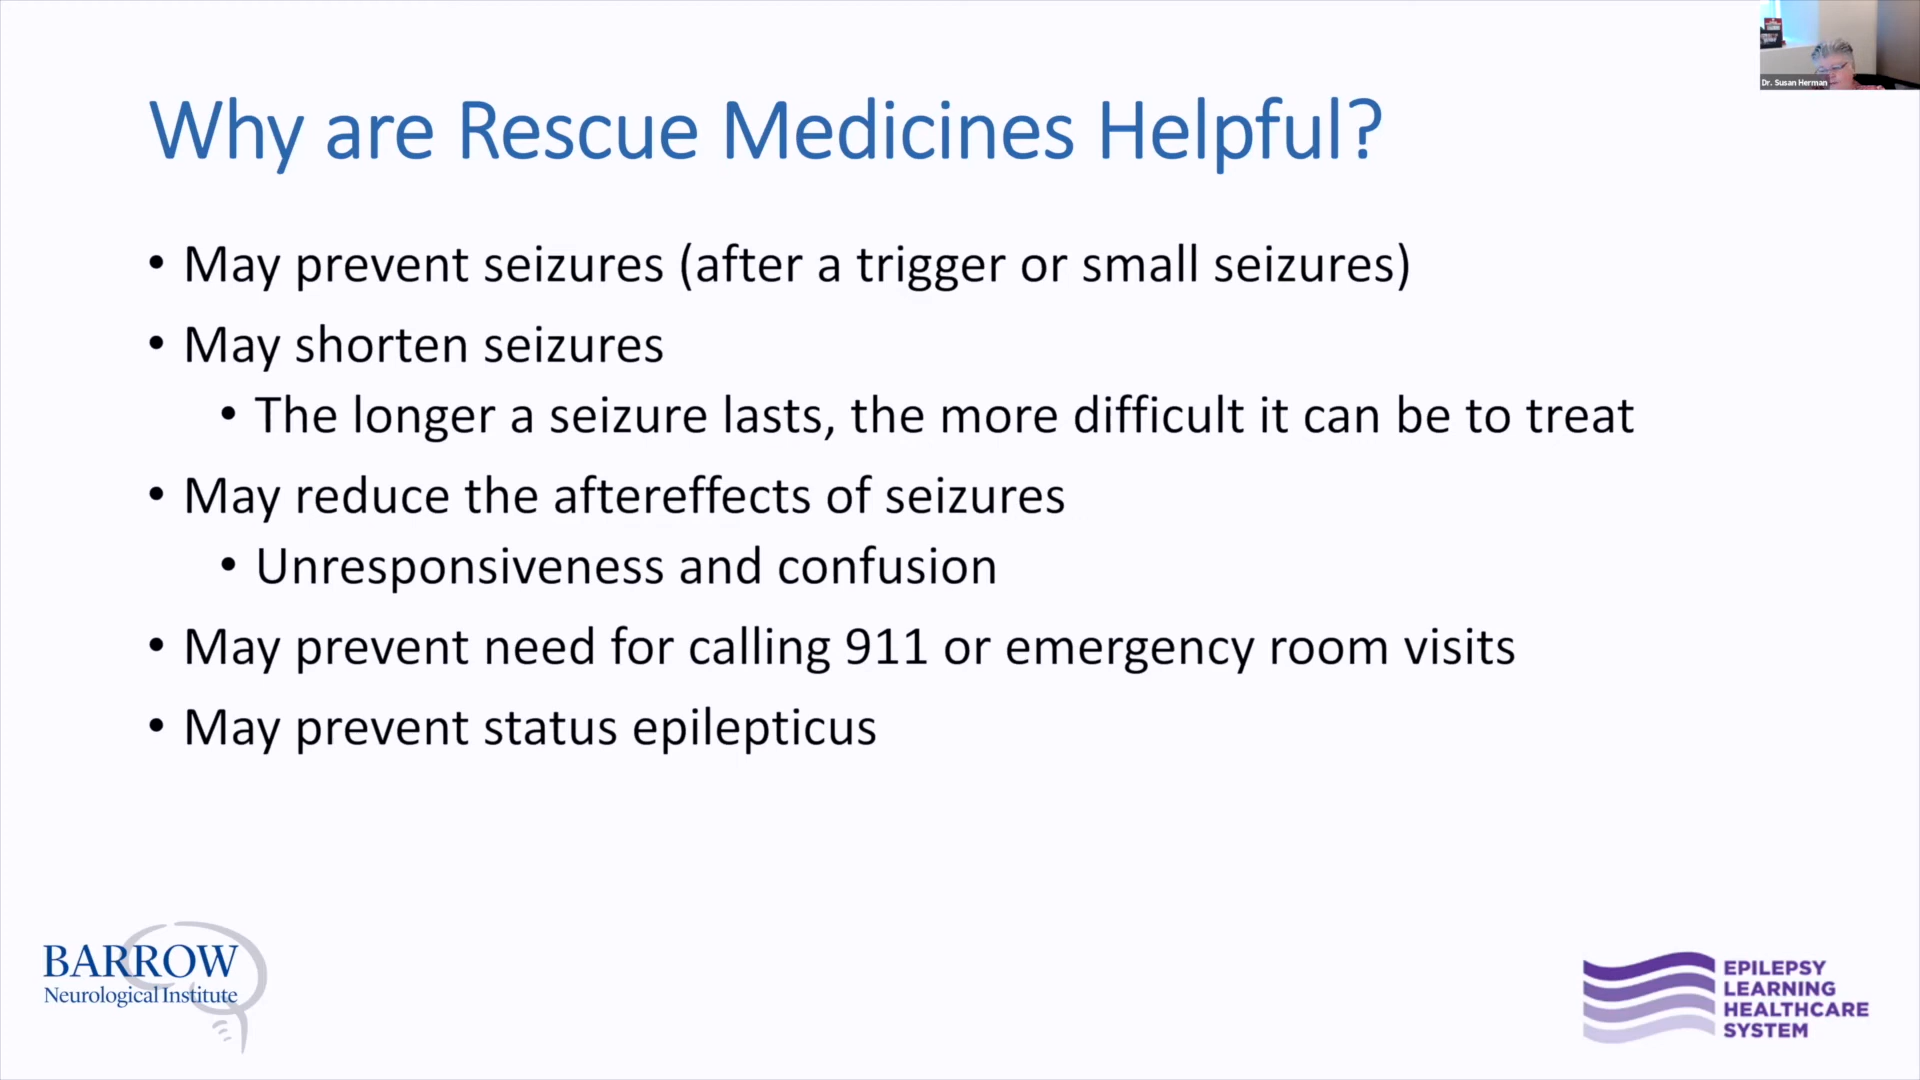 Dr. Susan Herman
Why are Rescue Medicines Helpful?
• May prevent seizures (after a trigger or small seizures)
• May shorten seizures
• The longer a seizure lasts, the more difficult it can be to treat
• May reduce the aftereffects of seizures
• Unresponsiveness and confusion
• May prevent need for calling 911 or emergency room visits
• May prevent status epilepticus
BARROW
Neurological Institute
EPILEPSY
LEARNING
HEALTHCARE
SYSTEM